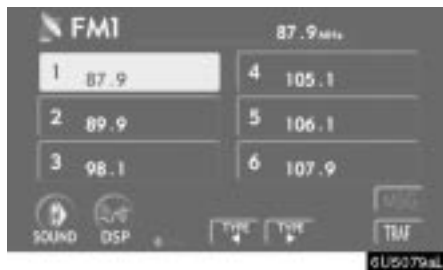 FM1 87.9 MHz
1 87.9 4 105.1
2 89.9 5 106.1
3 98.1 6 107.9
MSG
SOUND DSP TYPE TYPE TRAF
6U5079aL